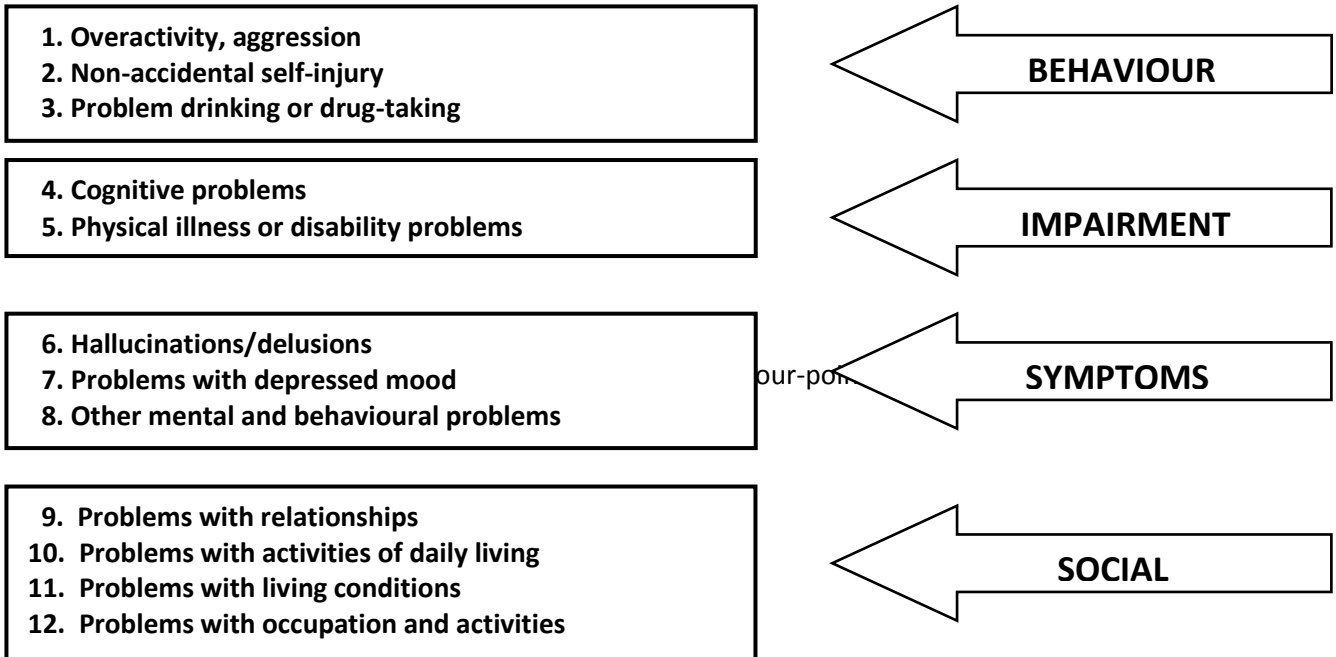 1. Overactivity, aggression
2. Non-accidental self-injury
3. Problem drinking or drug-taking
BEHAVIOUR
4. Cognitive problems
5. Physical illness or disability problems
IMPAIRMENT
6. Hallucinations/delusions
7. Problems with depressed mood
8. Other mental and behavioural problems
SYMPTOMS
9. Problems with relationships
10. Problems with activities of daily living
11. Problems with living conditions
12. Problems with occupation and activities
SOCIAL